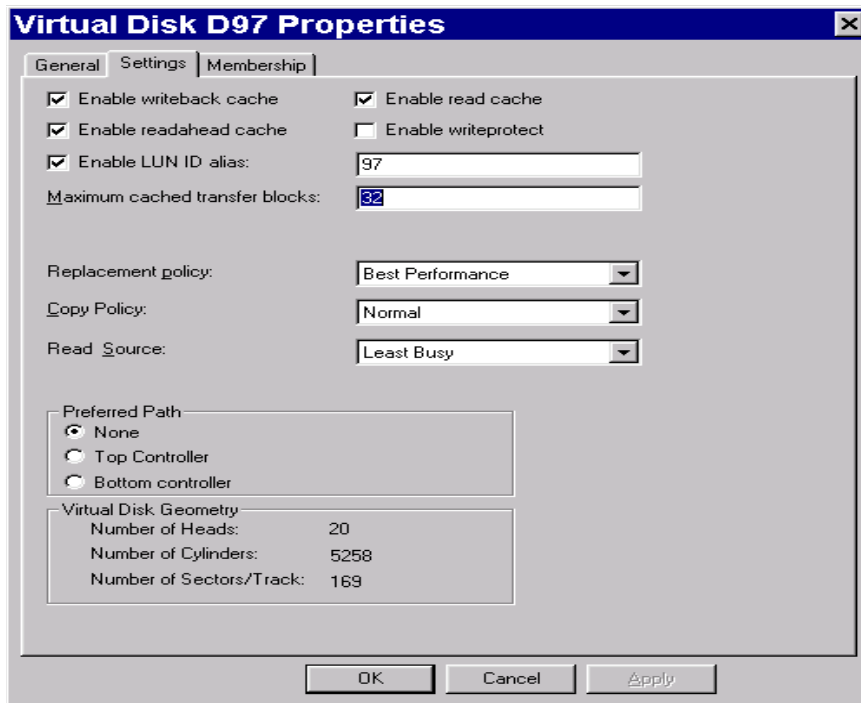 Virtual Disk D97 Properties
General Settings Membership
Enable writeback cache Enable read cache
Enable readahead cache Enable writeprotect
Enable LUN ID alias: 97
Maximum cached transfer blocks: 32
Replacement policy: Best Performance
Copy Policy: Normal
Read Source: Least Busy
Preferred Path
None
Top Controller
Bottom controller
Virtual Disk Geometry
Number of Heads: 20
Number of Cylinders: 5258
Number of Sectors/Track: 169
OK Cancel Apply